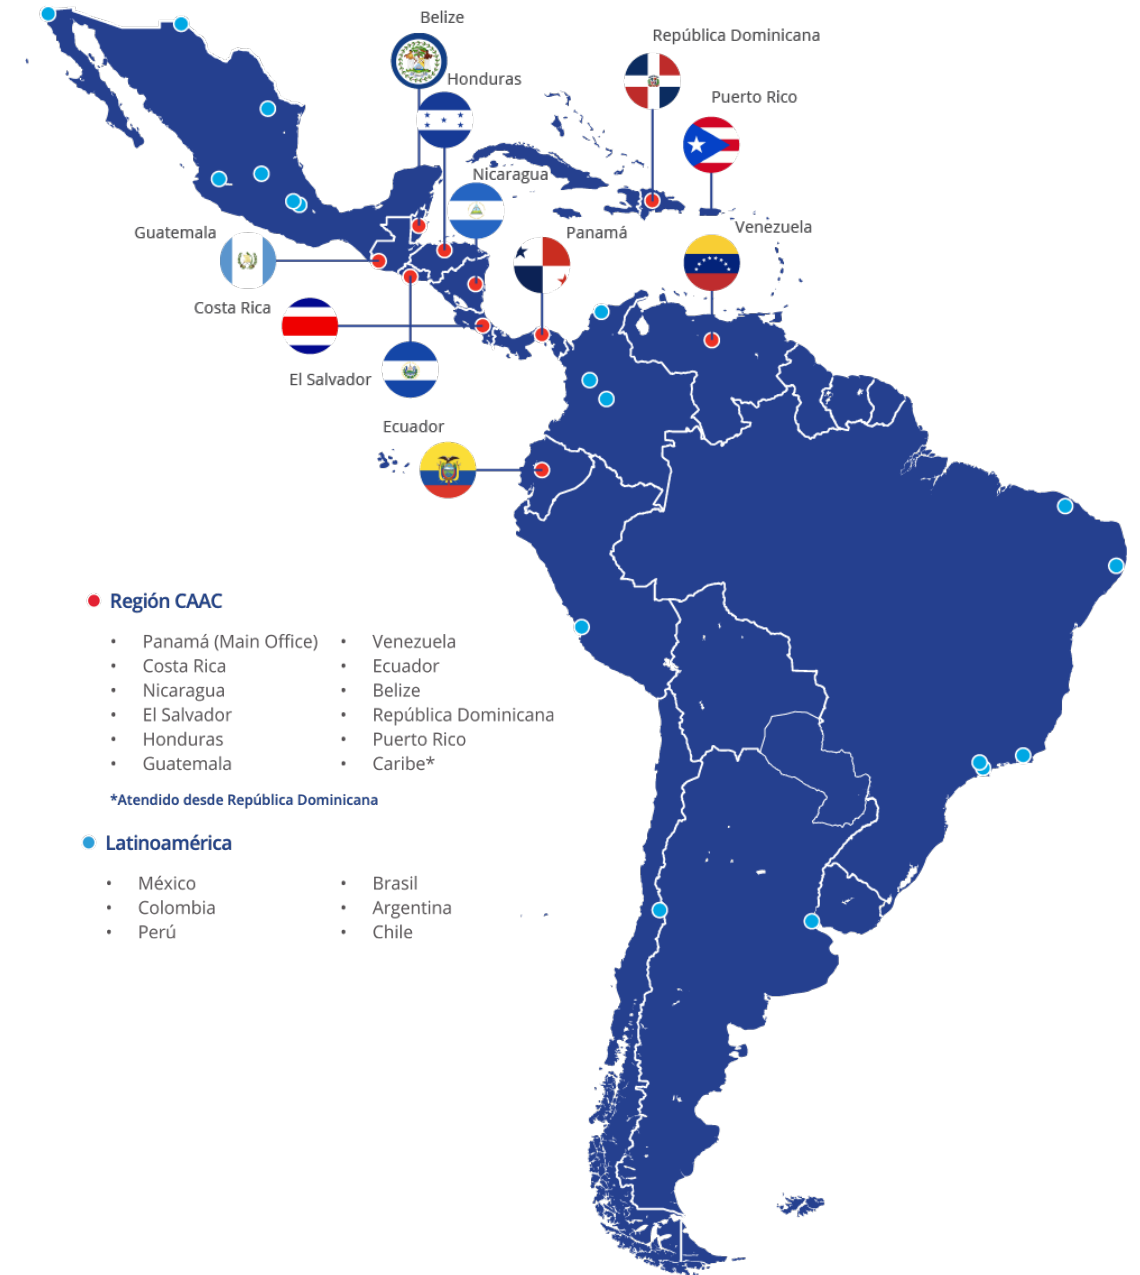 Belize
República Dominicana
Honduras
Puerto Rico
Nicaragua
Guatemala
Panamá
Venezuela
Costa Rica
El Salvador
Ecuador
Región CAAC
• Panamá (Main Office)
• Costa Rica
• Nicaragua
• El Salvador
• Honduras
• Guatemala
• Venezuela
• Ecuador
• Belize
• República Dominicana
• Puerto Rico
• Caribe*
*Atendido desde República Dominicana
Latinoamérica
• México
• Colombia
• Perú
• Brasil
• Argentina
• Chile